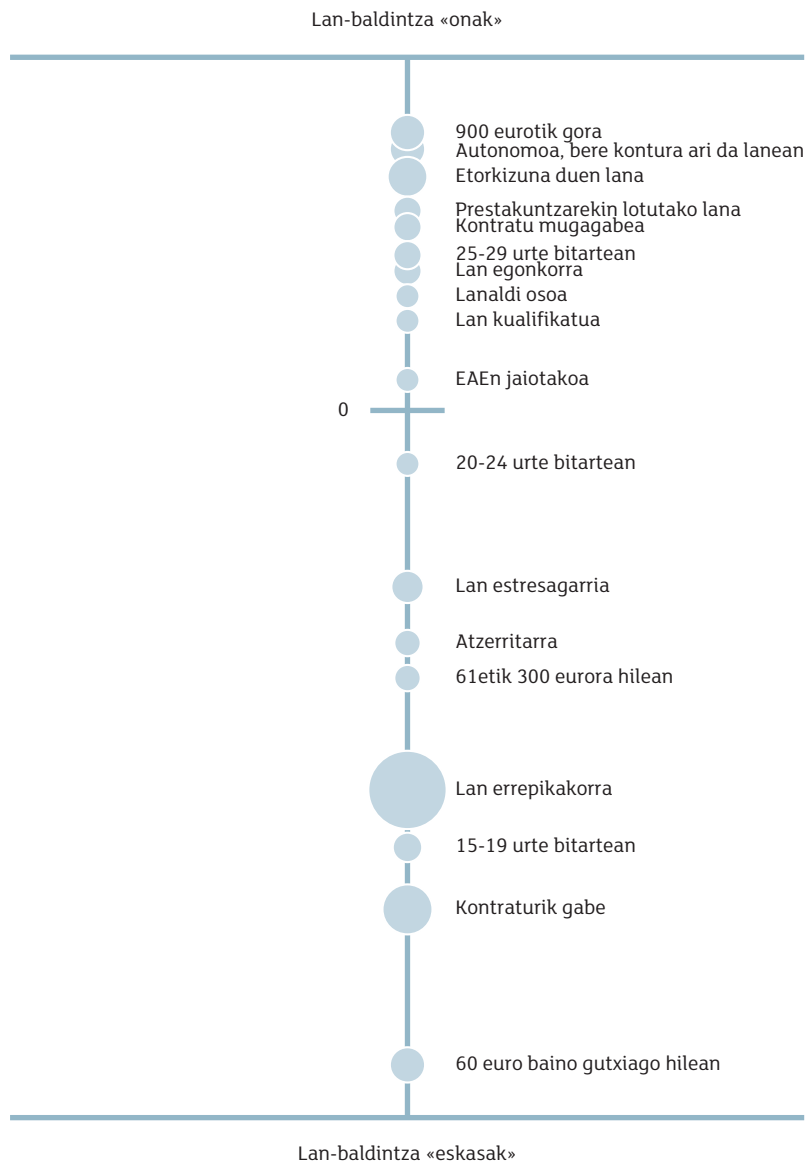 Lan-baldintza «onak»
900 eurotik gora
Autonomoa, bere kontura ari da lanean
Etorkizuna duen lana
Prestakuntzarekin lotutako lana
Kontratu mugagabea
25-29 urte bitartean
Lan egonkorra
Lanaldi osoa
Lan kualifikatua
EAEn jaiotakoa
0
20-24 urte bitartean
Lan estresagarria
Atzerritarra
61etik 300 eurora hilean
Lan errepikakorra
15-19 urte bitartean
Kontraturik gabe
60 euro baino gutxiago hilean
Lan-baldintza «eskasak»